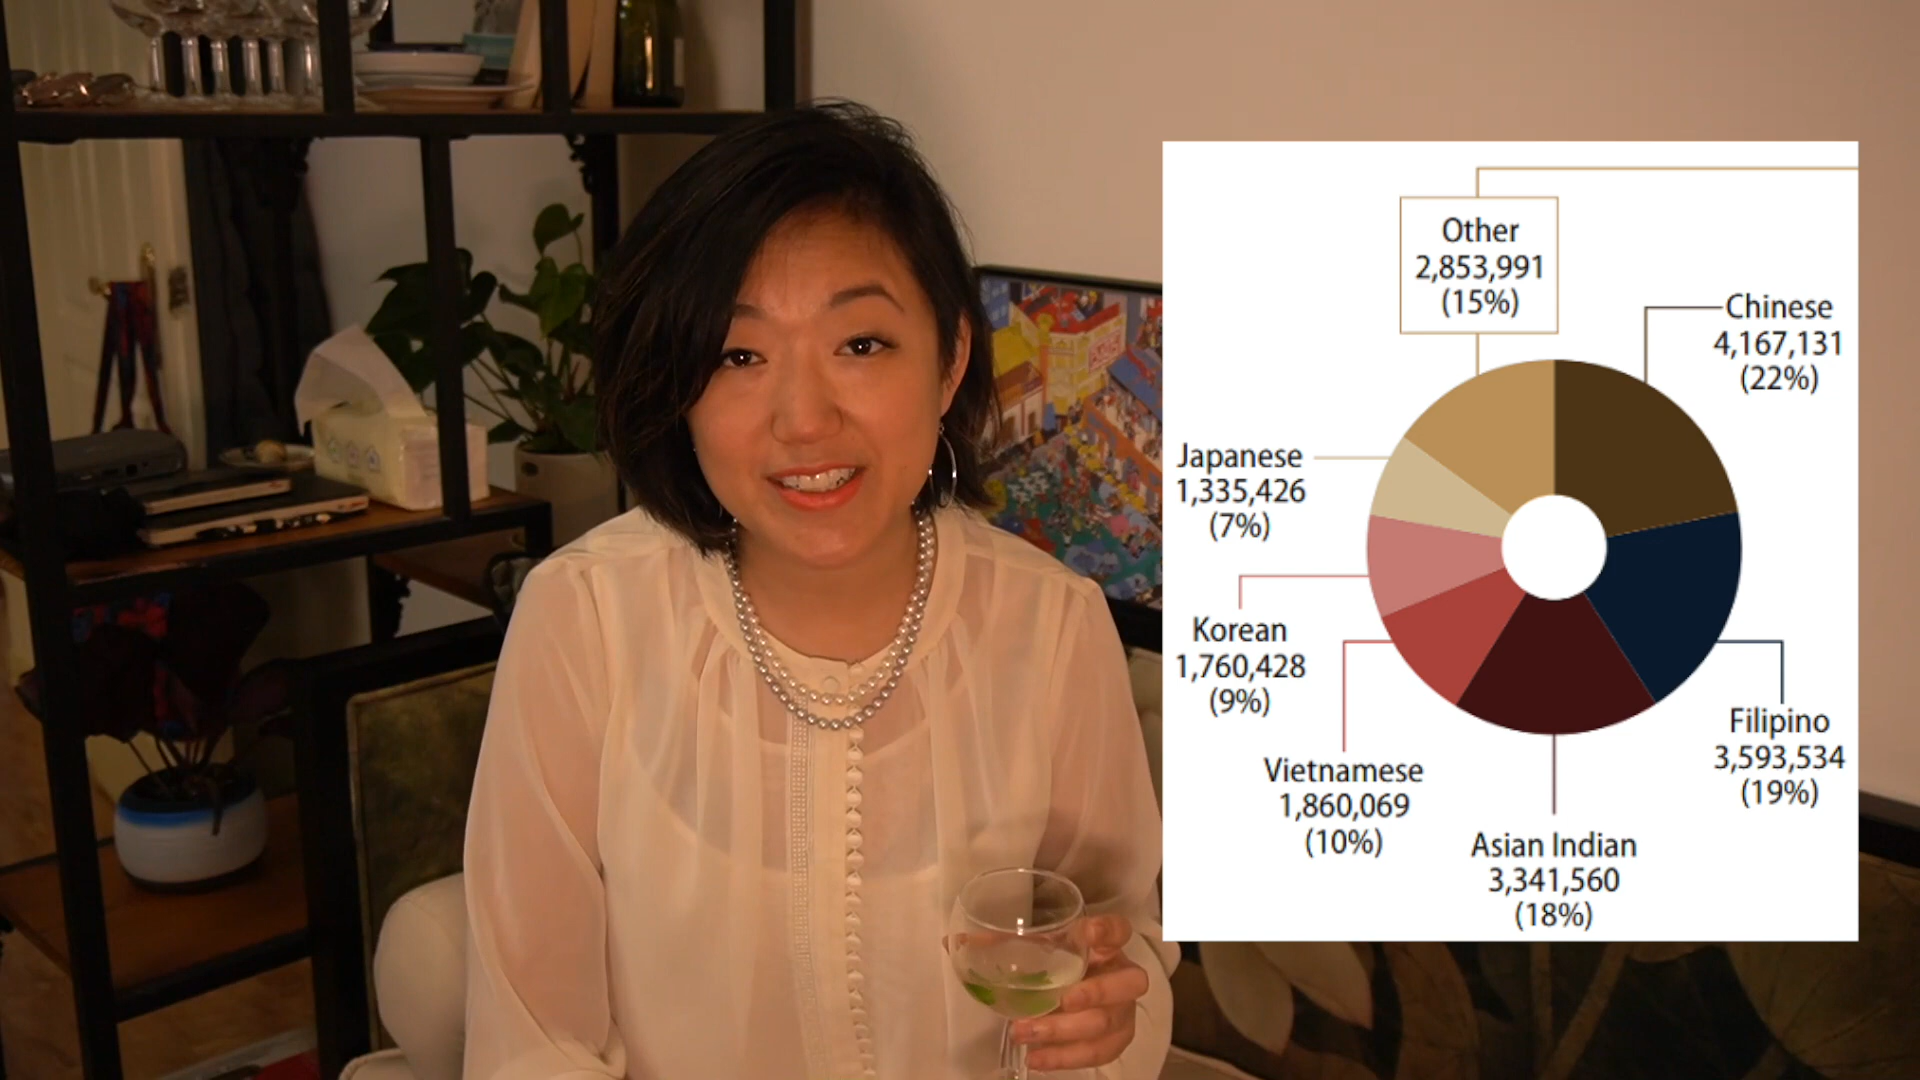 Other
2,853,991
(15%)
Chinese
4,167,131
(22%)
Japanese
1,335,426
(7%)
Korean
1,760,428
(9%)
Filipino
3,593,534
(19%)
Vietnamese
1,860,069
(10%)
Asian Indian
3,341,560
(18%)